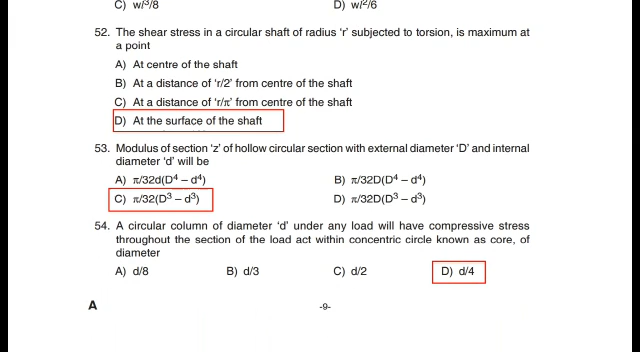 C) wl³/8 D) wl²/6
52. The shear stress in a circular shaft of radius ‘r’ subjected to torsion, is maximum at
a point
A) At centre of the shaft
B) At a distance of ‘r/2’ from centre of the shaft
C) At a distance of ‘r/π’ from centre of the shaft
D) At the surface of the shaft
53. Modulus of section ‘z’ of hollow circular section with external diameter ‘D’ and internal
diameter ‘d’ will be
A) π/32d(D⁴ – d⁴) B) π/32D(D⁴ – d⁴)
C) π/32(D³ – d³) D) π/32D(D³ – d³)
54. A circular column of diameter ‘d’ under any load will have compressive stress
throughout the section of the load act within concentric circle known as core, of
diameter
A) d/8 B) d/3 C) d/2 D) d/4
A -9-